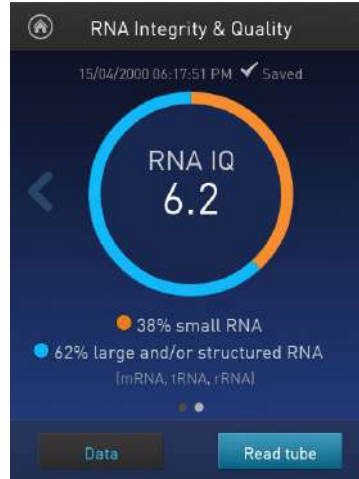 RNA Integrity & Quality
15/04/2000 06:17:51 PM ✔ Saved
RNA IQ
6.2
38% small RNA
62% large and/or structured RNA
(mRNA, tRNA, rRNA)
Data
Read tube